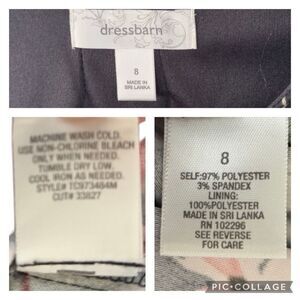 dressbarn
8
MADE IN
SRI LANKA
MACHINE WASH COLD.
USE NON-CHLORINE BLEACH
ONLY WHEN NEEDED.
TUMBLE DRY LOW.
COOL IRON AS NEEDED.
STYLE# TC973484M
CUT# 33827
8
SELF:97% POLYESTER
3% SPANDEX
LINING:
100%POLYESTER
MADE IN SRI LANKA
RN 102296
SEE REVERSE
FOR CARE
PIC•COLLAGE